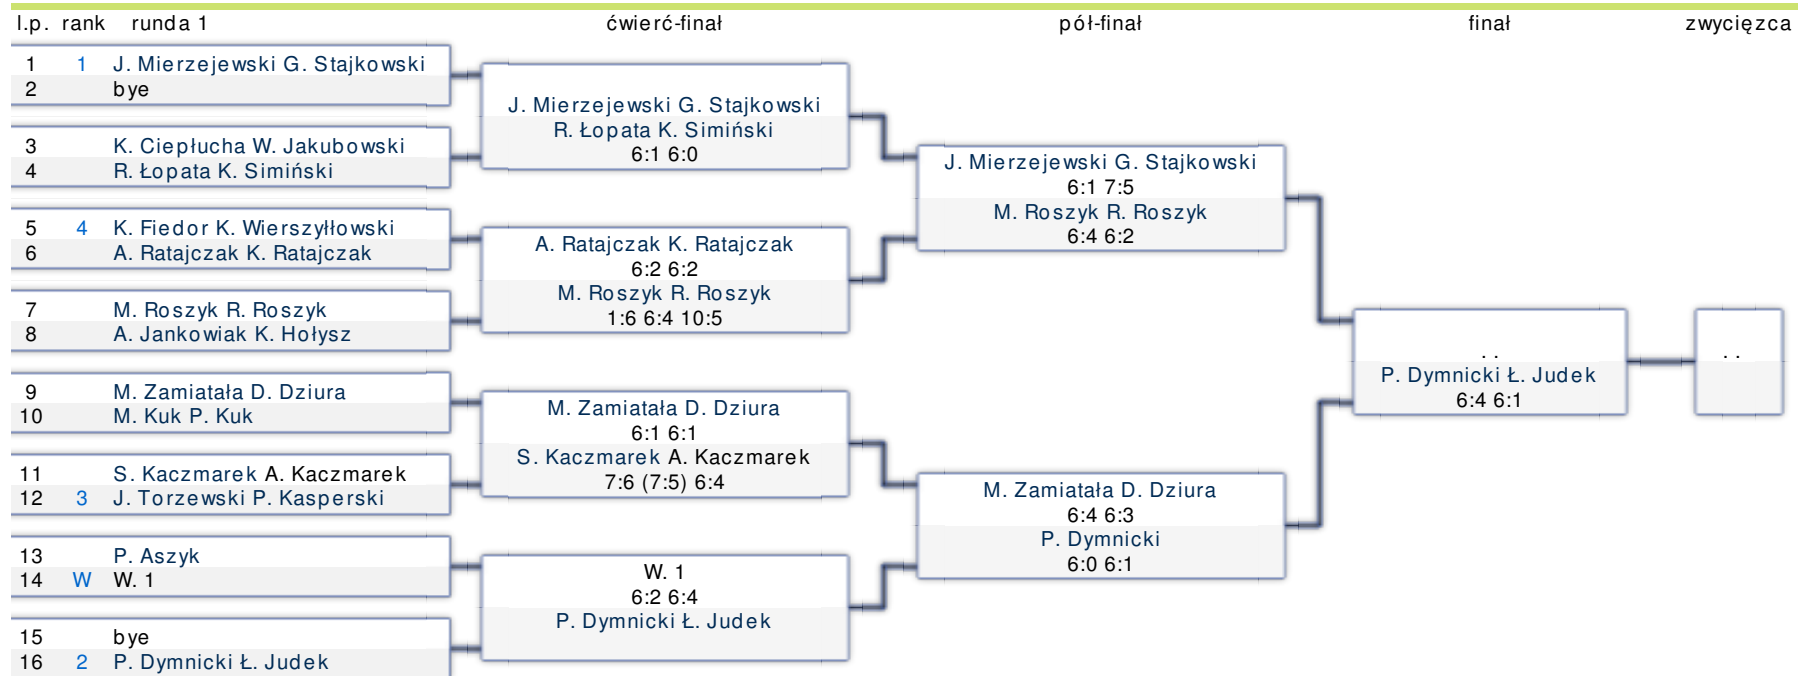 l.p. rank runda 1 ćwierć-finał pół-finał finał zwycięzca
1 1 J. Mierzejewski G. Stajkowski
2 bye
3 K. Ciepłucha W. Jakubowski
4 R. Łopata K. Simiński
5 4 K. Fiedor K. Wierszyłłowski
6 A. Ratajczak K. Ratajczak
7 M. Roszyk R. Roszyk
8 A. Jankowiak K. Hołysz
9 M. Zamiatała D. Dziura
10 M. Kuk P. Kuk
11 S. Kaczmarek A. Kaczmarek
12 3 J. Torzewski P. Kasperski
13 P. Aszyk
14 W W. 1
15 bye
16 2 P. Dymnicki Ł. Judek
J. Mierzejewski G. Stajkowski
R. Łopata K. Simiński
6:1 6:0
A. Ratajczak K. Ratajczak
6:2 6:2
M. Roszyk R. Roszyk
1:6 6:4 10:5
M. Zamiatała D. Dziura
6:1 6:1
S. Kaczmarek A. Kaczmarek
7:6 (7:5) 6:4
W. 1
6:2 6:4
P. Dymnicki Ł. Judek
J. Mierzejewski G. Stajkowski
6:1 7:5
M. Roszyk R. Roszyk
6:4 6:2
M. Zamiatała D. Dziura
6:4 6:3
P. Dymnicki
6:0 6:1
. .
P. Dymnicki Ł. Judek
6:4 6:1
. .